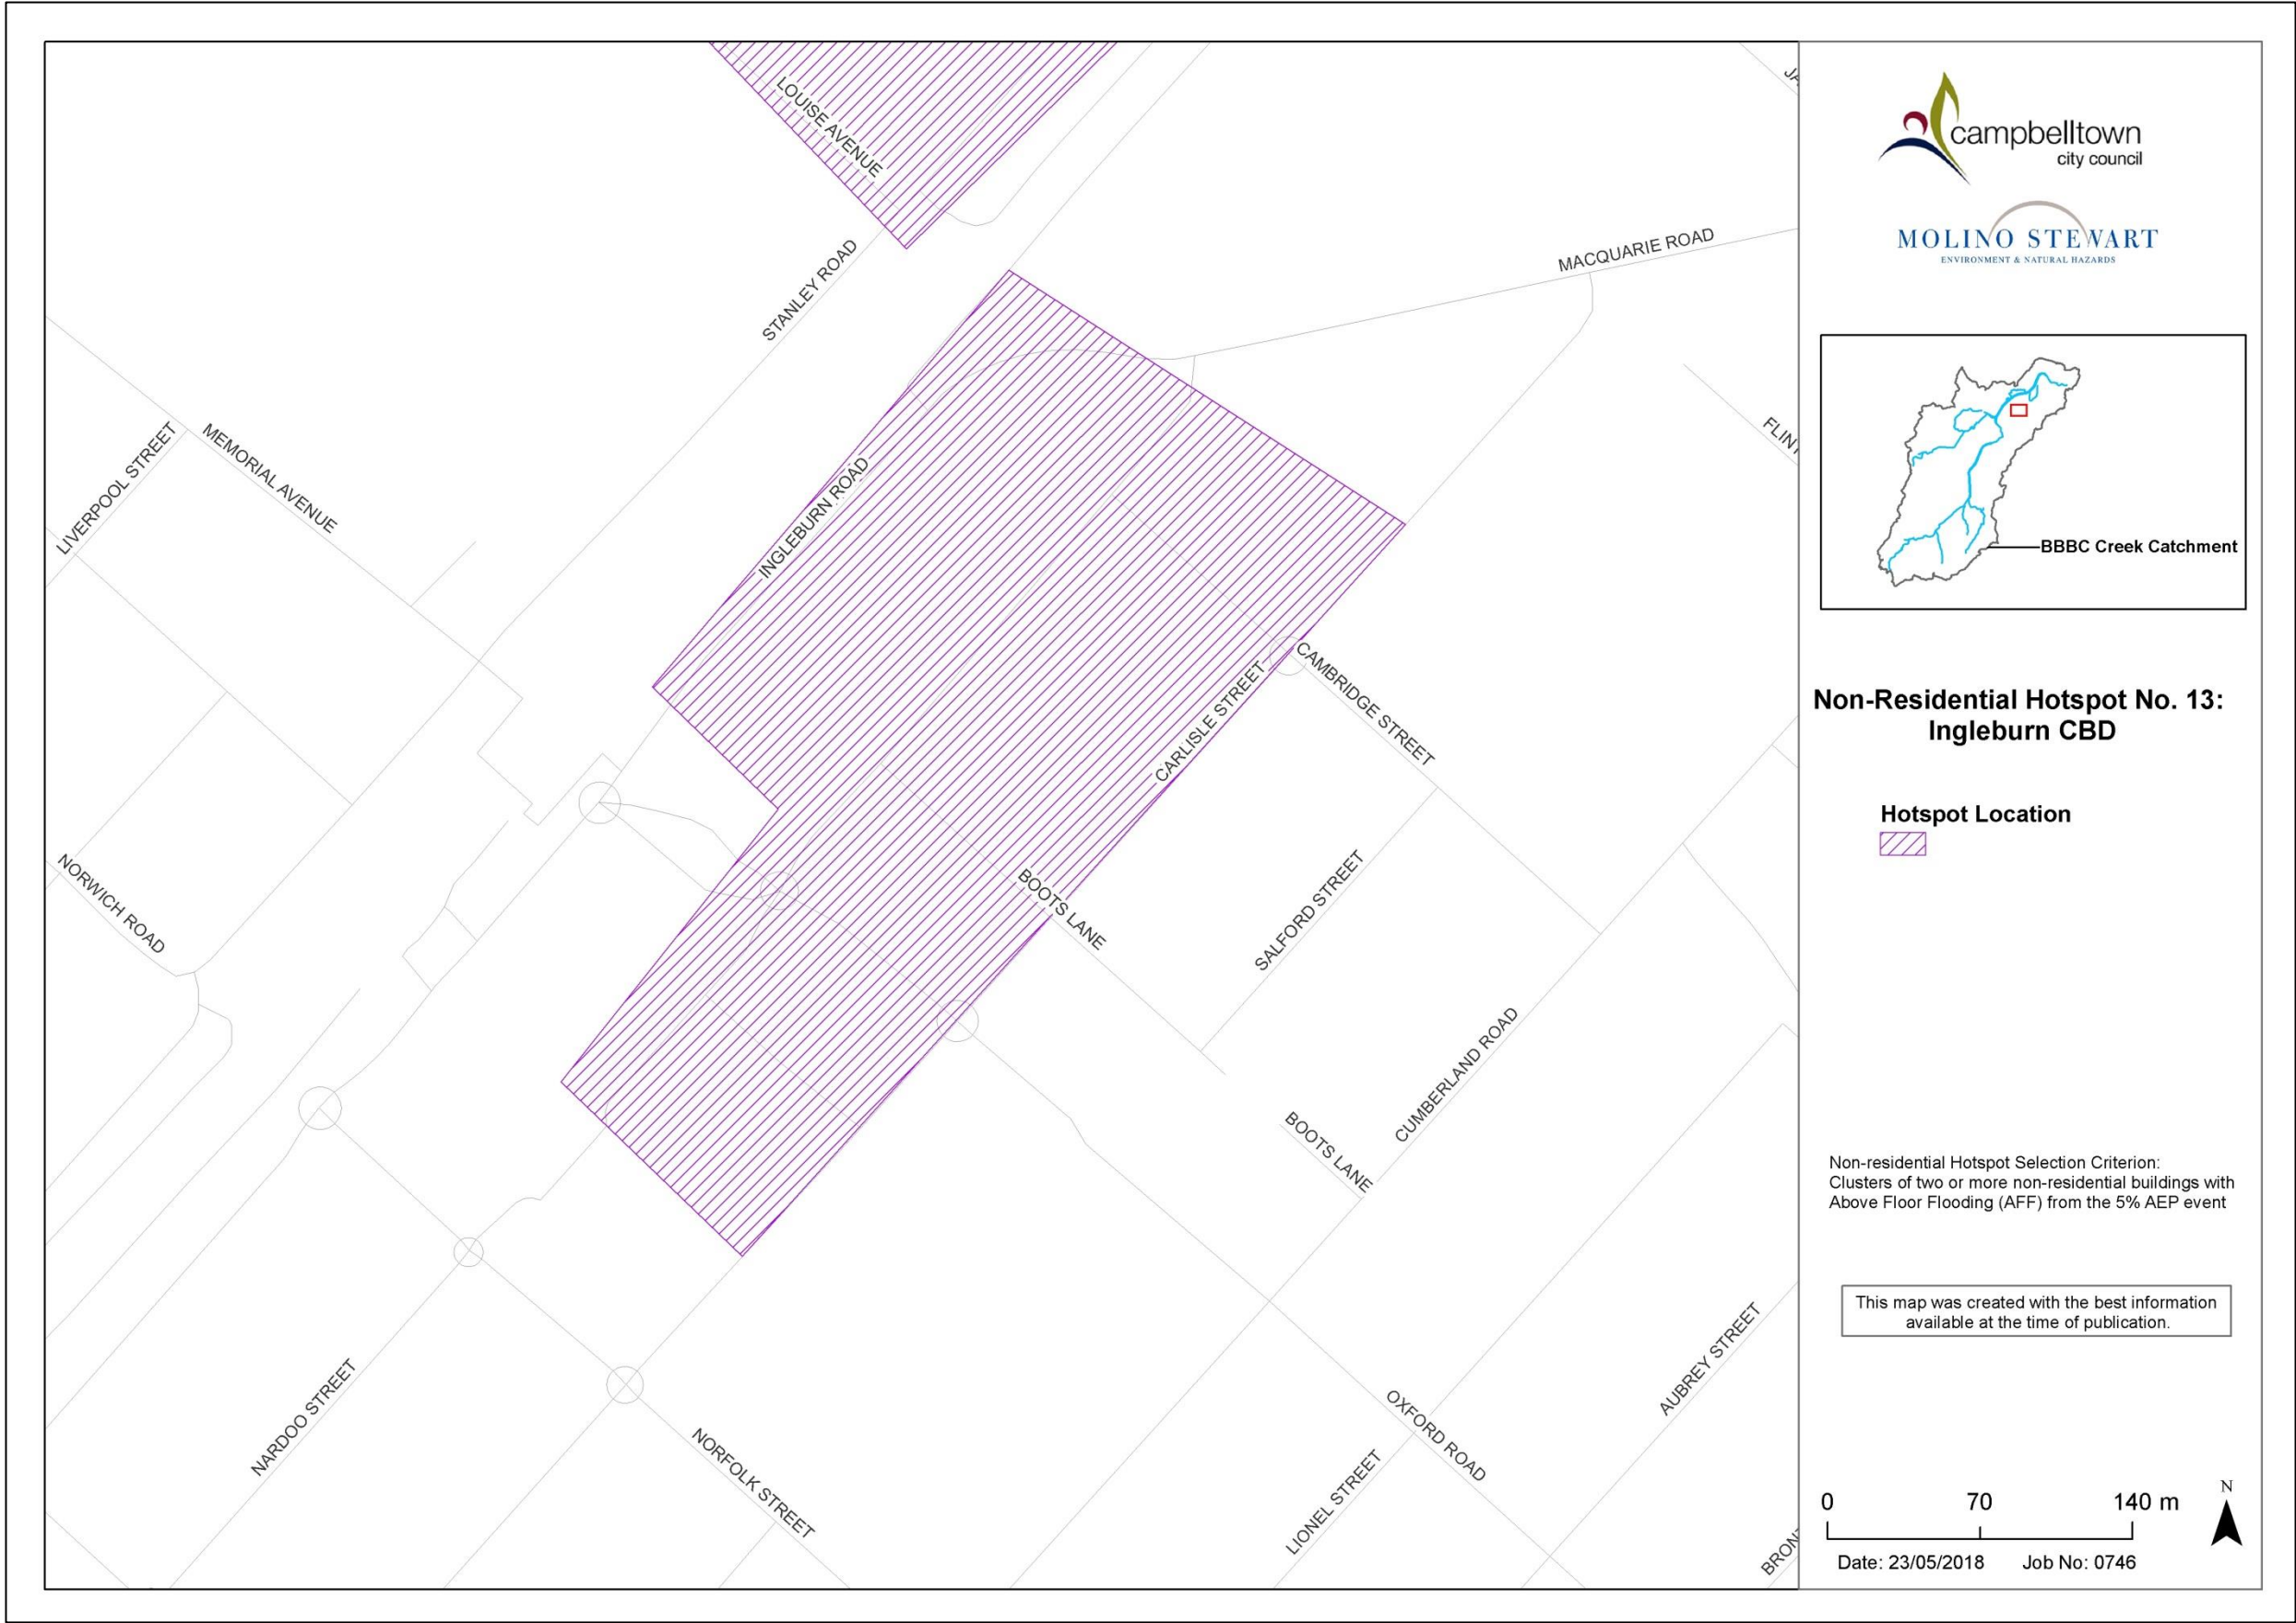 LOUISE AVENUE
STANLEY ROAD
MACQUARIE ROAD
LIVERPOOL STREET
MEMORIAL AVENUE
INGLEBURN ROAD
CAMBRIDGE STREET
CARLISLE STREET
NORWICH ROAD
BOOTS LANE
SALFORD STREET
CUMBERLAND ROAD
BOOTS LANE
NARDOO STREET
NORFOLK STREET
OXFORD ROAD
LIONEL STREET
AUBREY STREET
campbelltown
city council
MOLINO STEWART
ENVIRONMENT & NATURAL HAZARDS
BBBC Creek Catchment
Non-Residential Hotspot No. 13:
Ingleburn CBD
Hotspot Location
Non-residential Hotspot Selection Criterion:
Clusters of two or more non-residential buildings with
Above Floor Flooding (AFF) from the 5% AEP event
This map was created with the best information
available at the time of publication.
N
0 70 140 m
Date: 23/05/2018 Job No: 0746